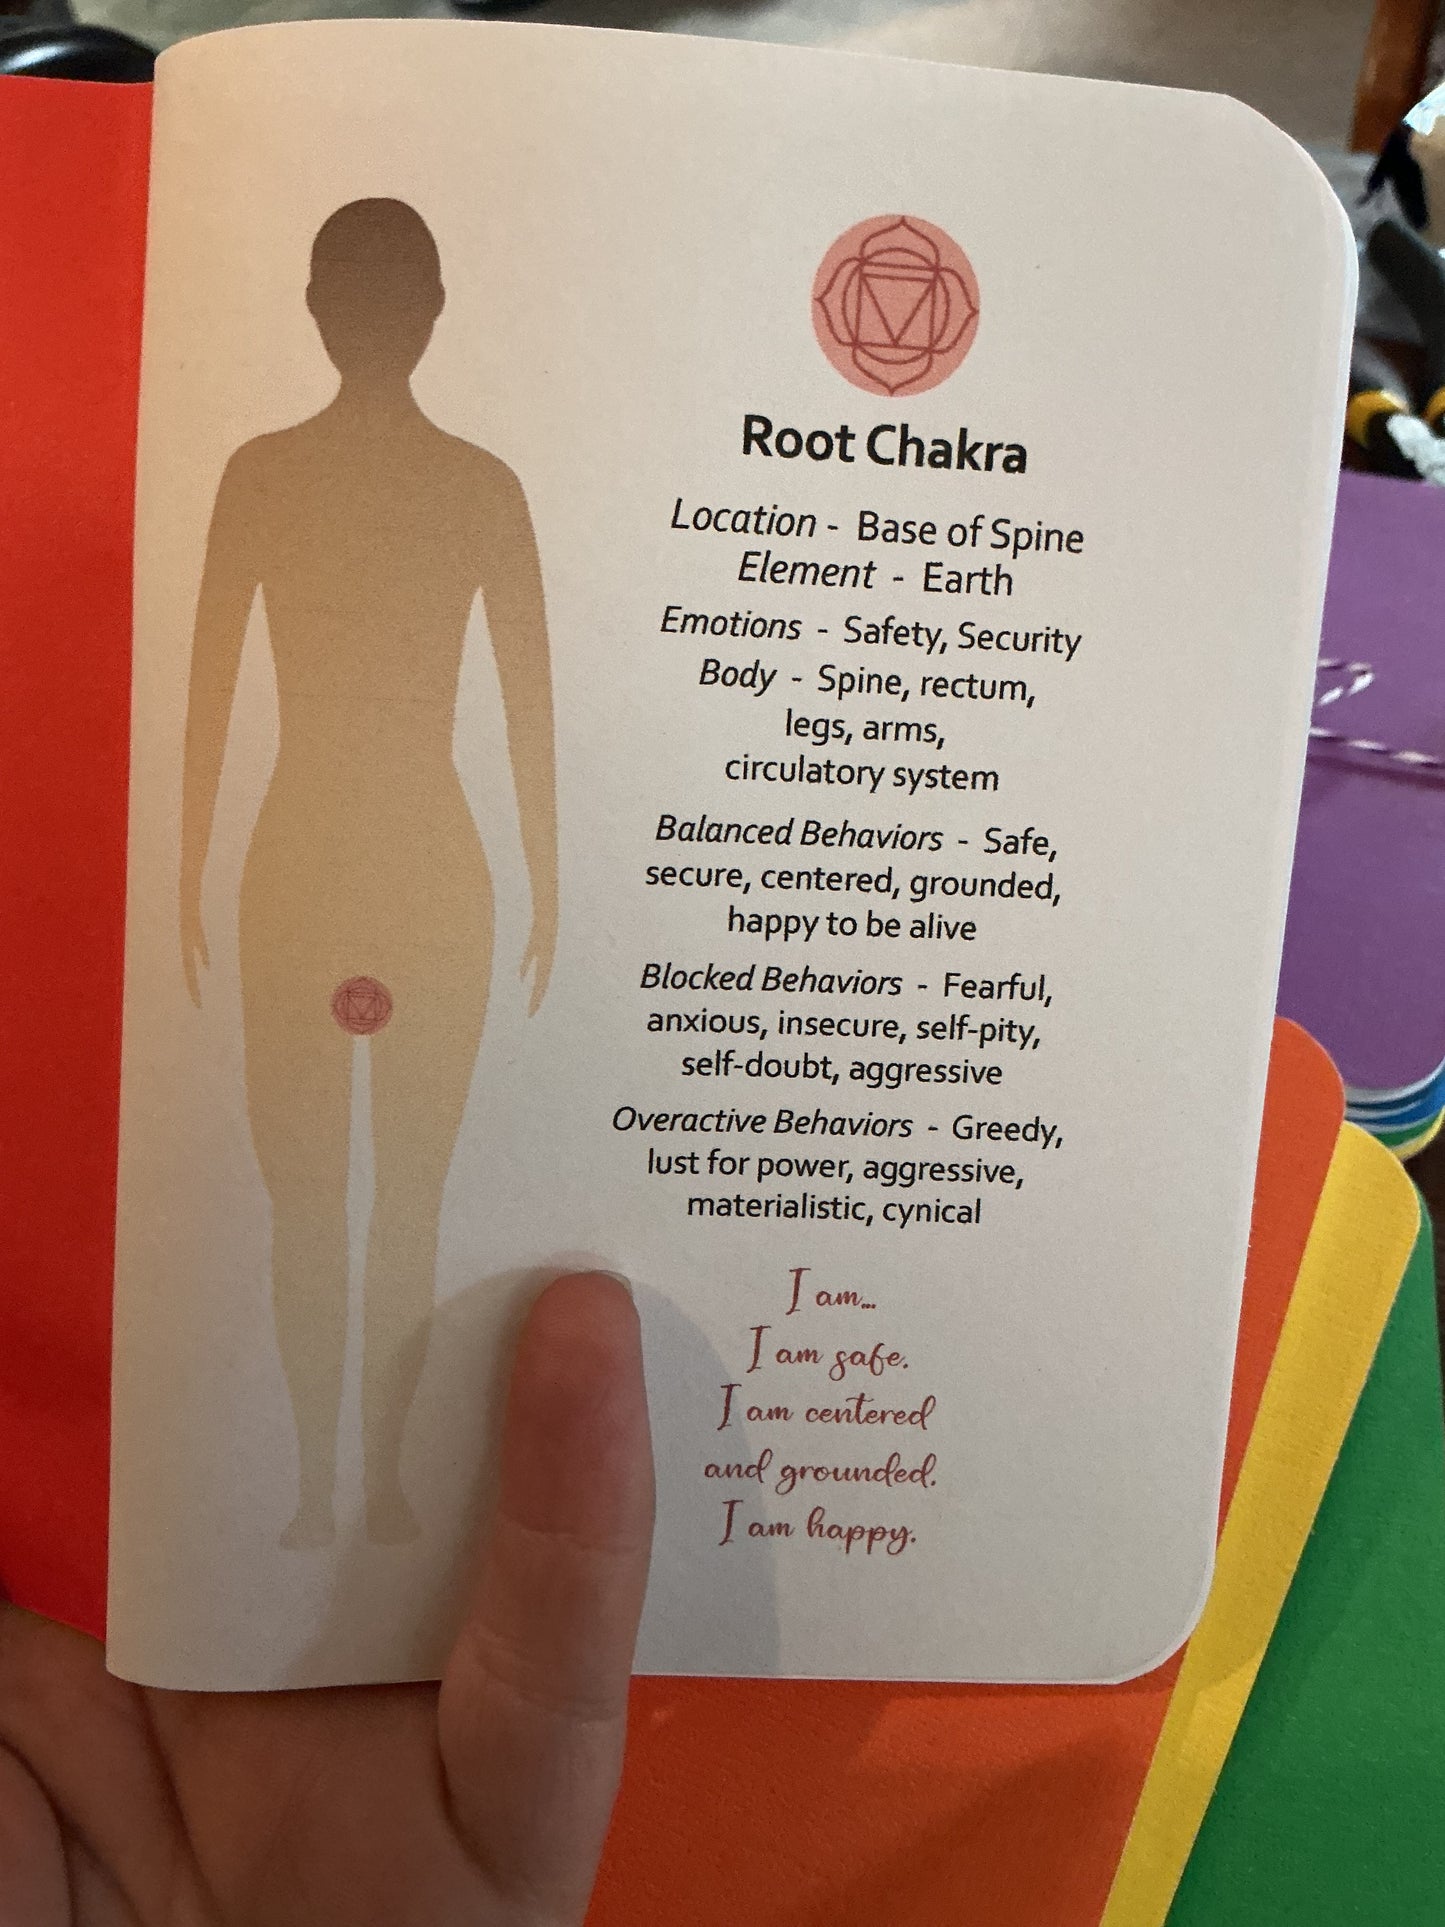 Root Chakra
Location - Base of Spine
Element - Earth
Emotions - Safety, Security
Body - Spine, rectum,
legs, arms,
circulatory system
Balanced Behaviors - Safe,
secure, centered, grounded,
happy to be alive
Blocked Behaviors - Fearful,
anxious, insecure, self-pity,
self-doubt, aggressive
Overactive Behaviors - Greedy,
lust for power, aggressive,
materialistic, cynical
I am...
I am safe.
I am centered
and grounded.
I am happy.